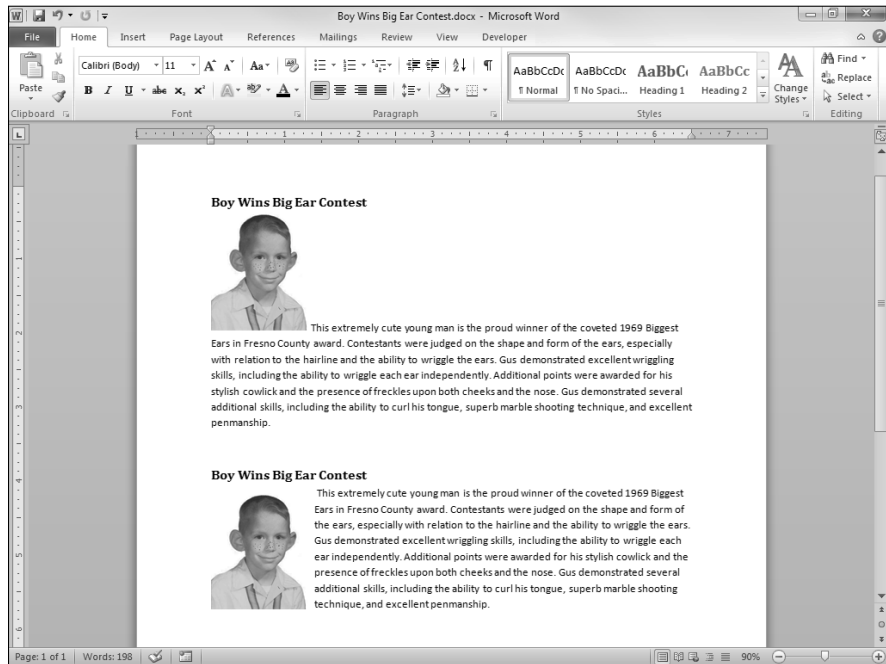 Boy Wins Big Ear Contest.docx - Microsoft Word
File Home Insert Page Layout References Mailings Review View Developer
Calibri (Body) 11 A A Aa
Paste B I U abc x₂ x² A ab A
AaBbCcDc AaBbCcDc AaBbC AaBbCc
¶ Normal ¶ No Spaci... Heading 1 Heading 2
Change Styles
Find
Replace
Select
Clipboard Font Paragraph Styles Editing
1 2 3 4 5 6 7
Boy Wins Big Ear Contest
This extremely cute young man is the proud winner of the coveted 1969 Biggest
Ears in Fresno County award. Contestants were judged on the shape and form of the ears, especially
with relation to the hairline and the ability to wriggle the ears. Gus demonstrated excellent wriggling
skills, including the ability to wriggle each ear independently. Additional points were awarded for his
stylish cowlick and the presence of freckles upon both cheeks and the nose. Gus demonstrated several
additional skills, including the ability to curl his tongue, superb marble shooting technique, and excellent
penmanship.
Boy Wins Big Ear Contest
This extremely cute young man is the proud winner of the coveted 1969 Biggest
Ears in Fresno County award. Contestants were judged on the shape and form of
the ears, especially with relation to the hairline and the ability to wriggle the ears.
Gus demonstrated excellent wriggling skills, including the ability to wriggle each
ear independently. Additional points were awarded for his stylish cowlick and the
presence of freckles upon both cheeks and the nose. Gus demonstrated several
additional skills, including the ability to curl his tongue, superb marble shooting
technique, and excellent penmanship.
Page: 1 of 1 Words: 198 90%